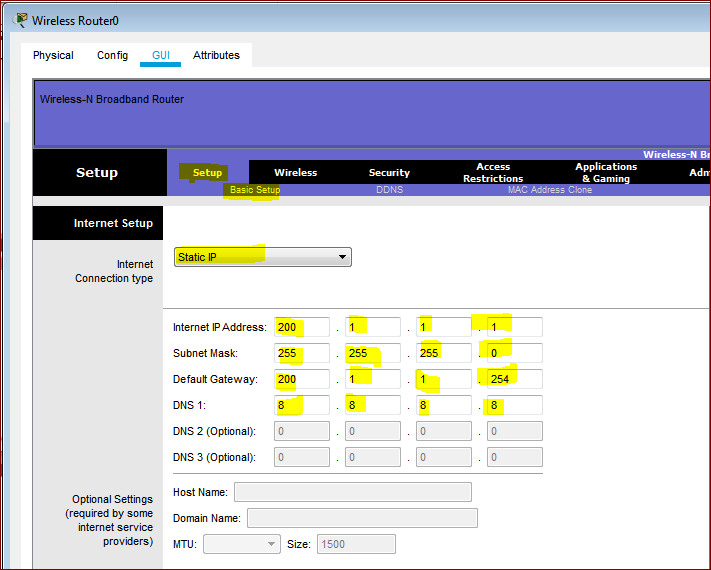 Wireless Router0
Physical Config GUI Attributes
Wireless-N Broadband Router
Wireless-N Br
Setup Setup Wireless Security Access Restrictions Applications & Gaming Adm
Basic Setup DDNS MAC Address Clone
Internet Setup
Internet Connection type Static IP
Internet IP Address: 200 . 1 . 1 . 1
Subnet Mask: 255 . 255 . 255 . 0
Default Gateway: 200 . 1 . 1 . 254
DNS 1: 8 . 8 . 8 . 8
DNS 2 (Optional): 0 . 0 . 0 . 0
DNS 3 (Optional): 0 . 0 . 0 . 0
Optional Settings
(required by some
internet service
providers)
Host Name:
Domain Name:
MTU: Size: 1500